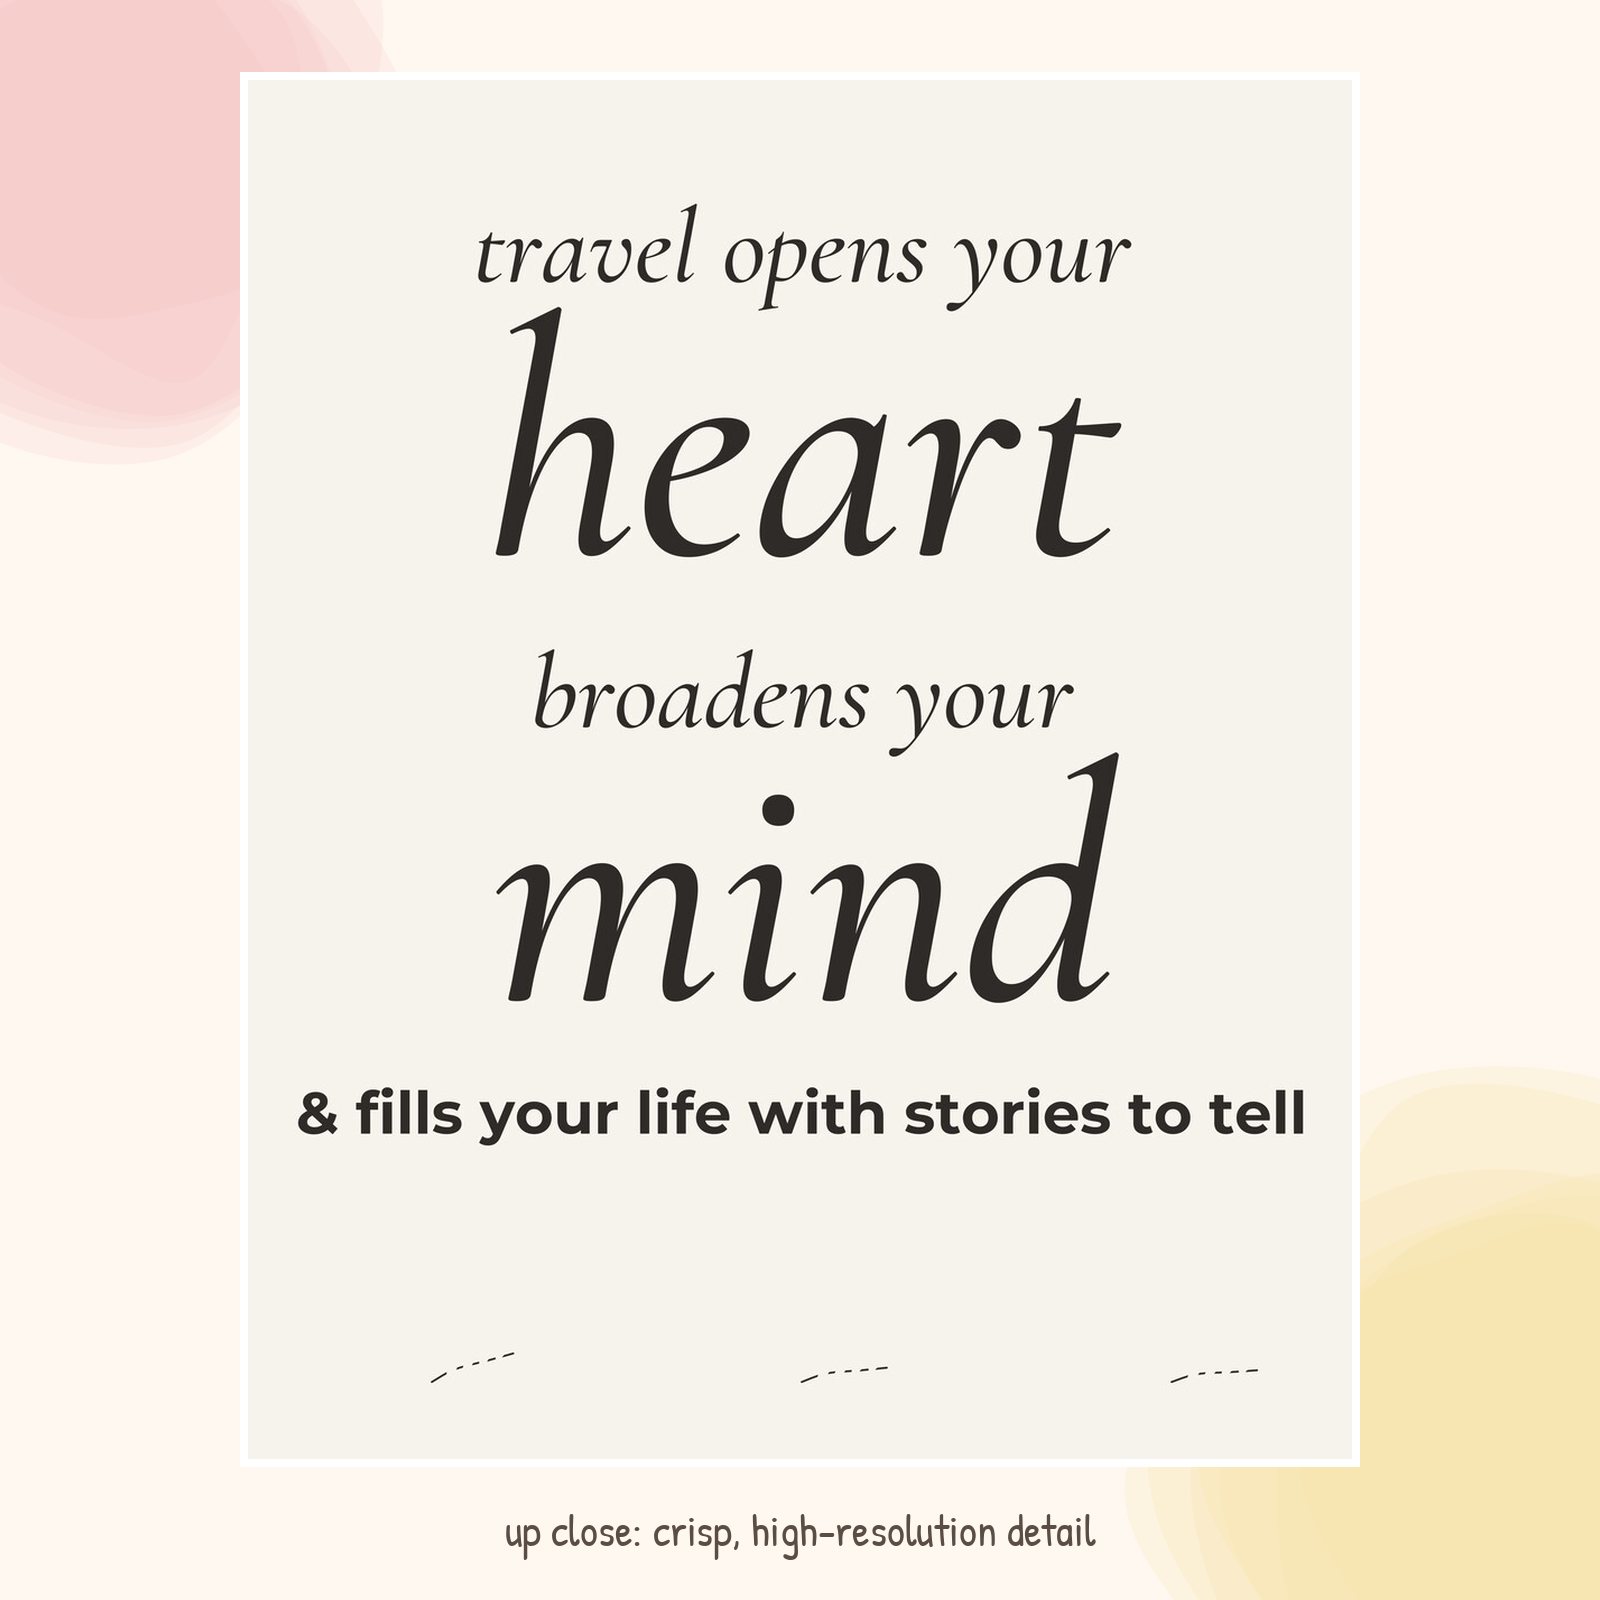 travel opens your
heart
broadens your
mind
& fills your life with stories to tell
up close: crisp, high-resolution detail